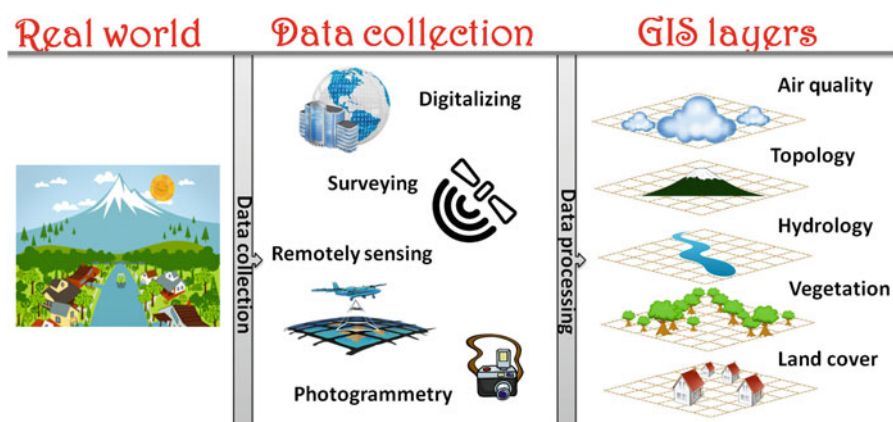 Real world
Data collection
GIS layers
Data collection
Digitalizing
Surveying
Remotely sensing
Photogrammetry
Data processing
Air quality
Topology
Hydrology
Vegetation
Land cover